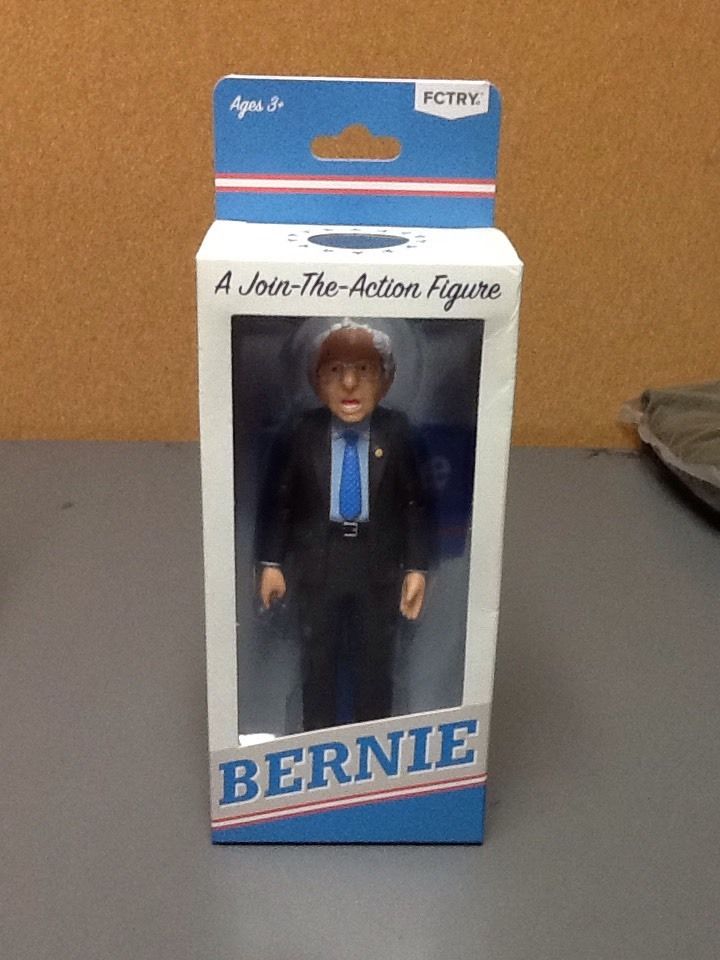 Ages 3+
FCTRY
A Join-The-Action Figure
BERNIE